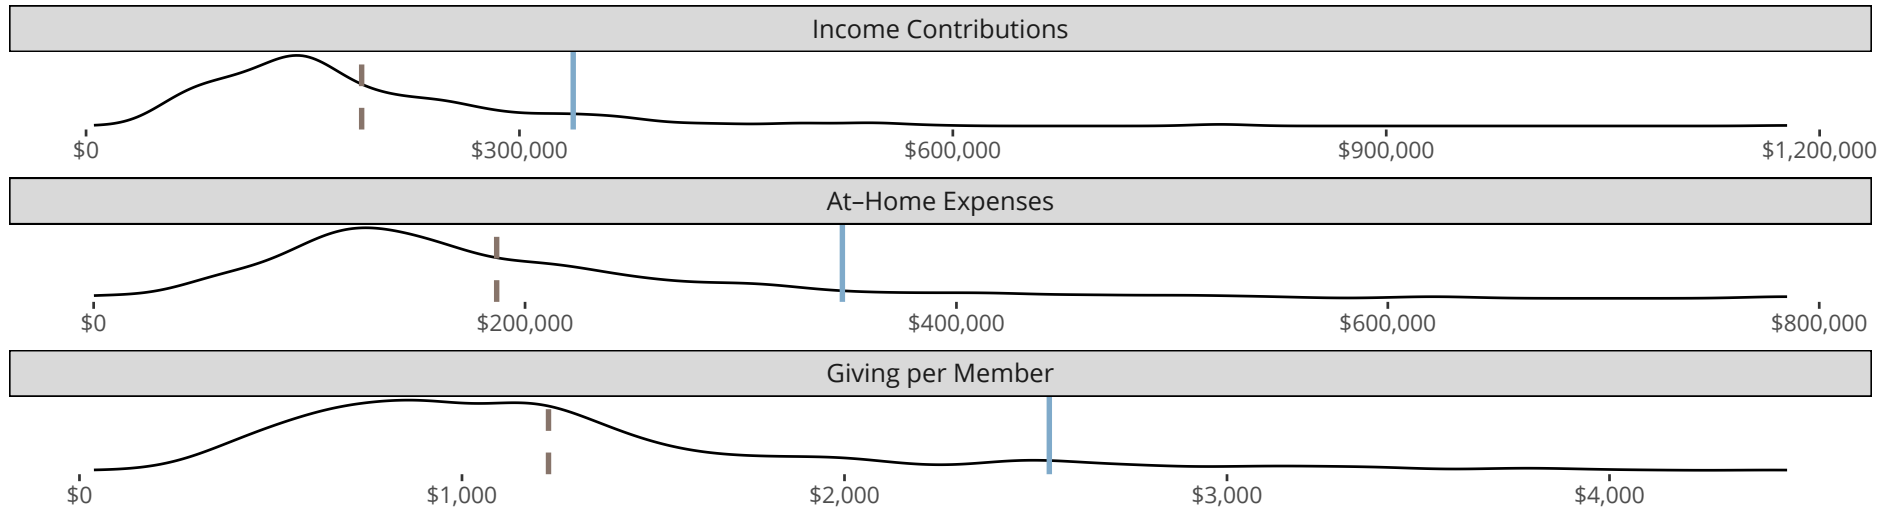 Income Contributions
$0 $300,000 $600,000 $900,000 $1,200,000
At–Home Expenses
$0 $200,000 $400,000 $600,000 $800,000
Giving per Member
$0 $1,000 $2,000 $3,000 $4,000